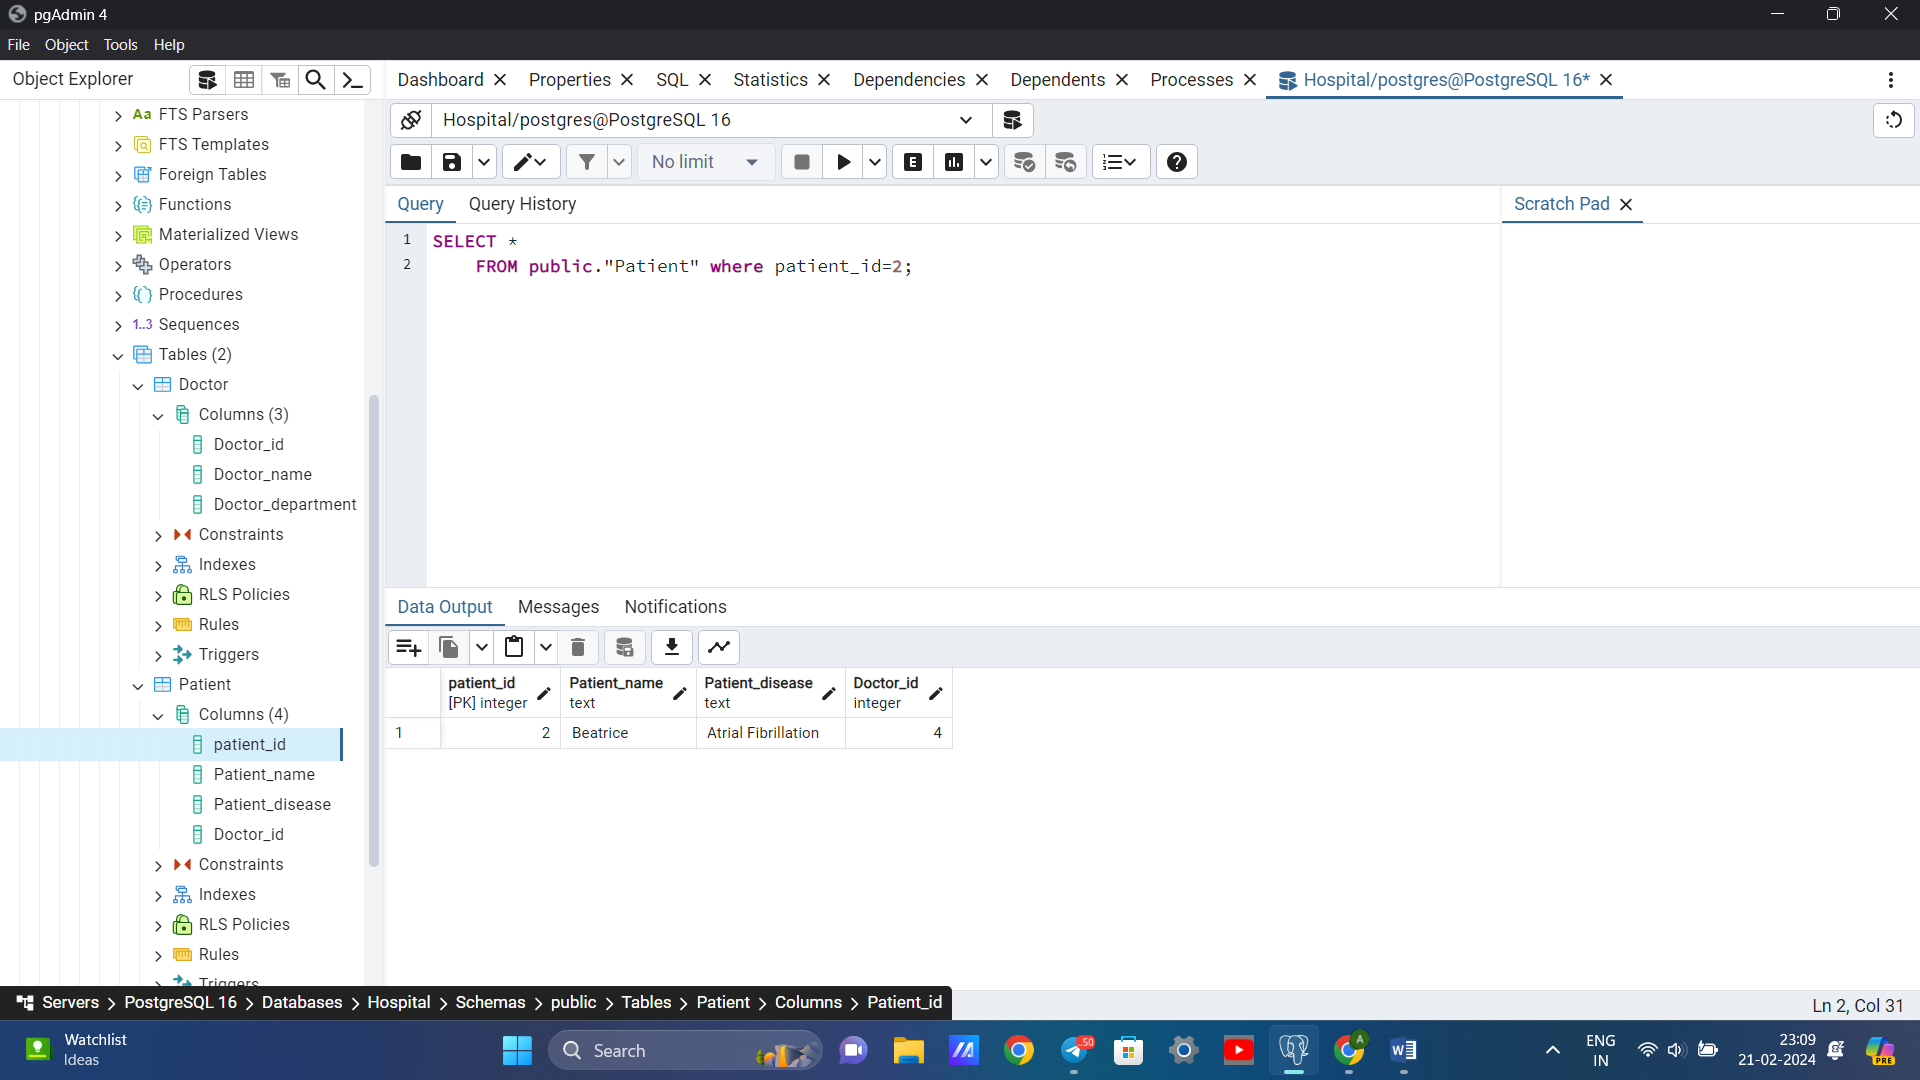 pgAdmin 4
File Object Tools Help
Object Explorer
Dashboard Properties SQL Statistics Dependencies Dependents Processes Hospital/postgres@PostgreSQL 16*
Aa FTS Parsers
FTS Templates
Foreign Tables
Functions
Materialized Views
Operators
Procedures
1..3 Sequences
Tables (2)
Doctor
Columns (3)
Doctor_id
Doctor_name
Doctor_department
Constraints
Indexes
RLS Policies
Rules
Triggers
Patient
Columns (4)
patient_id
Patient_name
Patient_disease
Doctor_id
Constraints
Indexes
RLS Policies
Rules
Triggers
Hospital/postgres@PostgreSQL 16
No limit
E
Query Query History
Scratch Pad
1 SELECT *
2 FROM public."Patient" where patient_id=2;
Data Output Messages Notifications
patient_id Patient_name Patient_disease Doctor_id
[PK] integer text text integer
1 2 Beatrice Atrial Fibrillation 4
Servers > PostgreSQL 16 > Databases > Hospital > Schemas > public > Tables > Patient > Columns > Patient_id
Ln 2, Col 31
Watchlist
Ideas
Search
..50
A
W
ENG
IN
23:09
21-02-2024
PRE